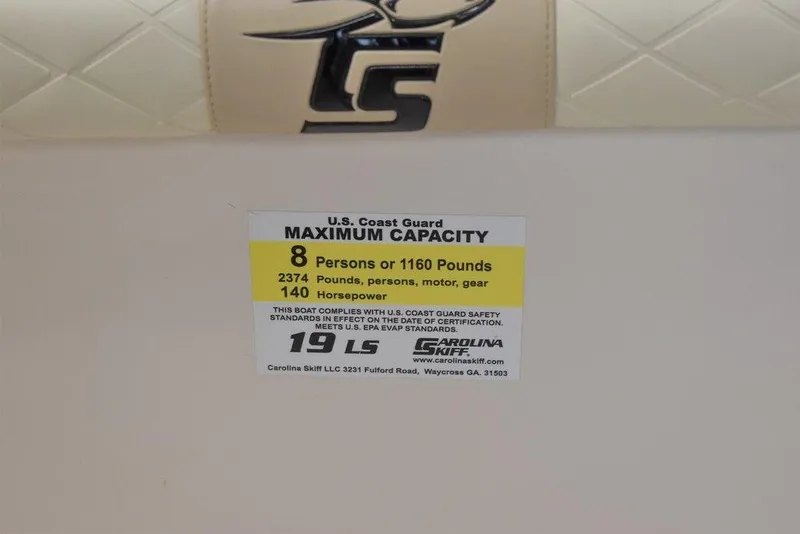 CS
U.S. Coast Guard
MAXIMUM CAPACITY
8 Persons or 1160 Pounds
2374 Pounds, persons, motor, gear
140 Horsepower
THIS BOAT COMPLIES WITH U.S. COAST GUARD SAFETY
STANDARDS IN EFFECT ON THE DATE OF CERTIFICATION.
MEETS U.S. EPA EVAP STANDARDS.
19 LS CAROLINA SKIFF.
www.carolinaskiff.com
Carolina Skiff LLC 3231 Fulford Road, Waycross GA. 31503